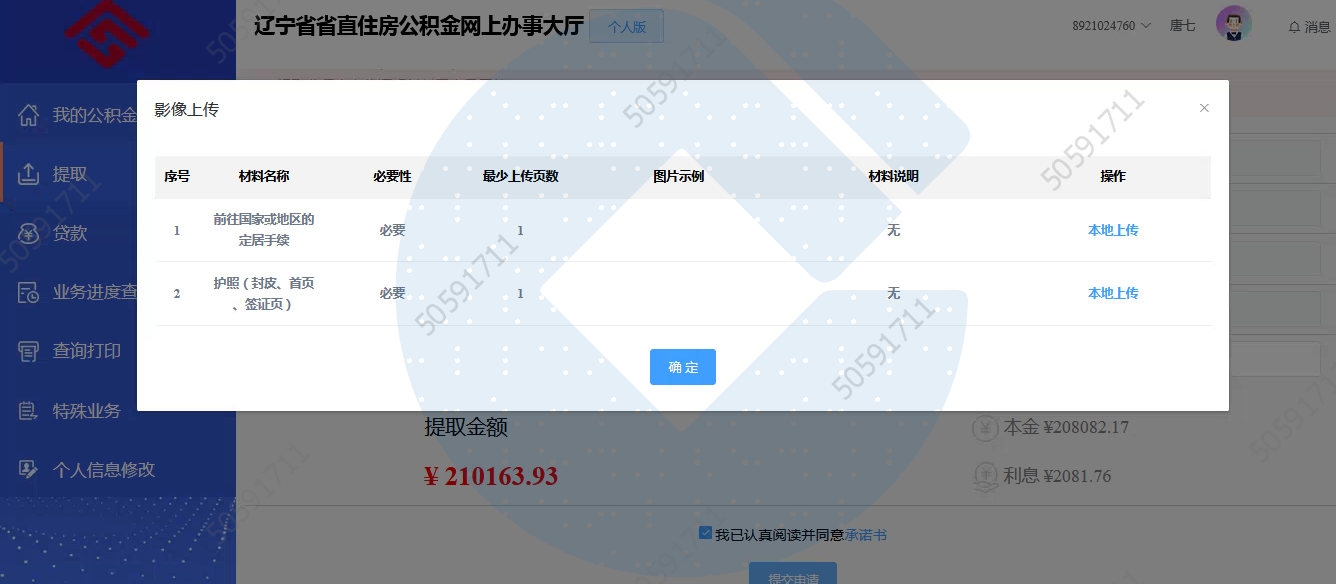 辽宁省省直住房公积金网上办事大厅 个人版 8921024760 唐七 消息
我的公积金
提取
贷款
业务进度查
查询打印
特殊业务
个人信息修改
影像上传
序号 材料名称 必要性 最少上传页数 图片示例 材料说明 操作
1 前往国家或地区的 必要 1 无 本地上传
定居手续
2 护照（封皮、首页 必要 1 无 本地上传
、签证页）
确 定
提取金额 本金 ¥208082.17
¥ 210163.93 利息 ¥2081.76
我已认真阅读并同意承诺书
提交申请
50591711
50591711
50591711
50591711
50591711
50591711
50591711